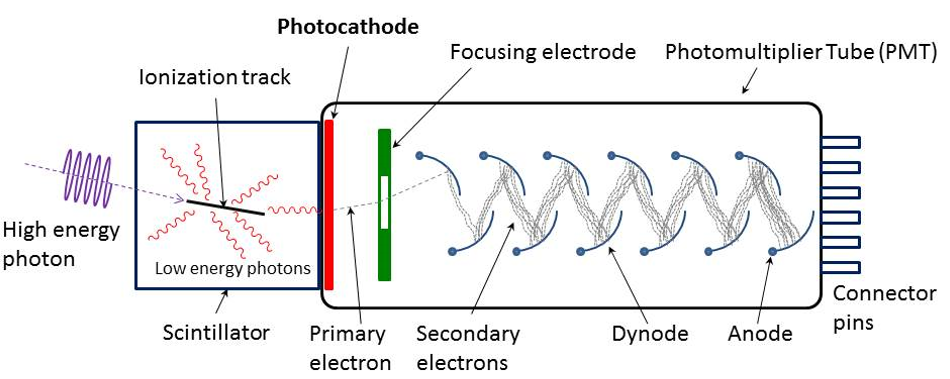 Photocathode
Focusing electrode
Photomultiplier Tube (PMT)
Ionization track
High energy
photon
Low energy photons
Scintillator
Primary
electron
Secondary
electrons
Dynode
Anode
Connector
pins